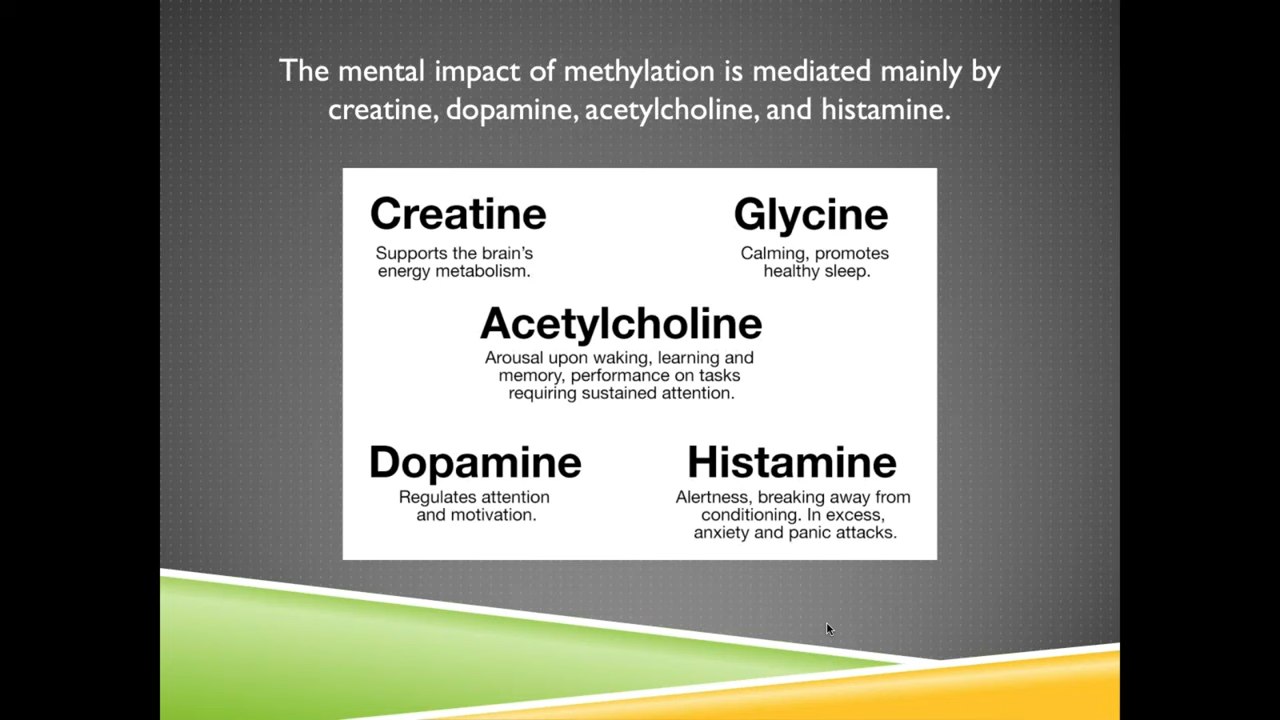 The mental impact of methylation is mediated mainly by
creatine, dopamine, acetylcholine, and histamine.
Creatine
Supports the brain's
energy metabolism.
Glycine
Calming, promotes
healthy sleep.
Acetylcholine
Arousal upon waking, learning and
memory, performance on tasks
requiring sustained attention.
Dopamine
Regulates attention
and motivation.
Histamine
Alertness, breaking away from
conditioning. In excess,
anxiety and panic attacks.